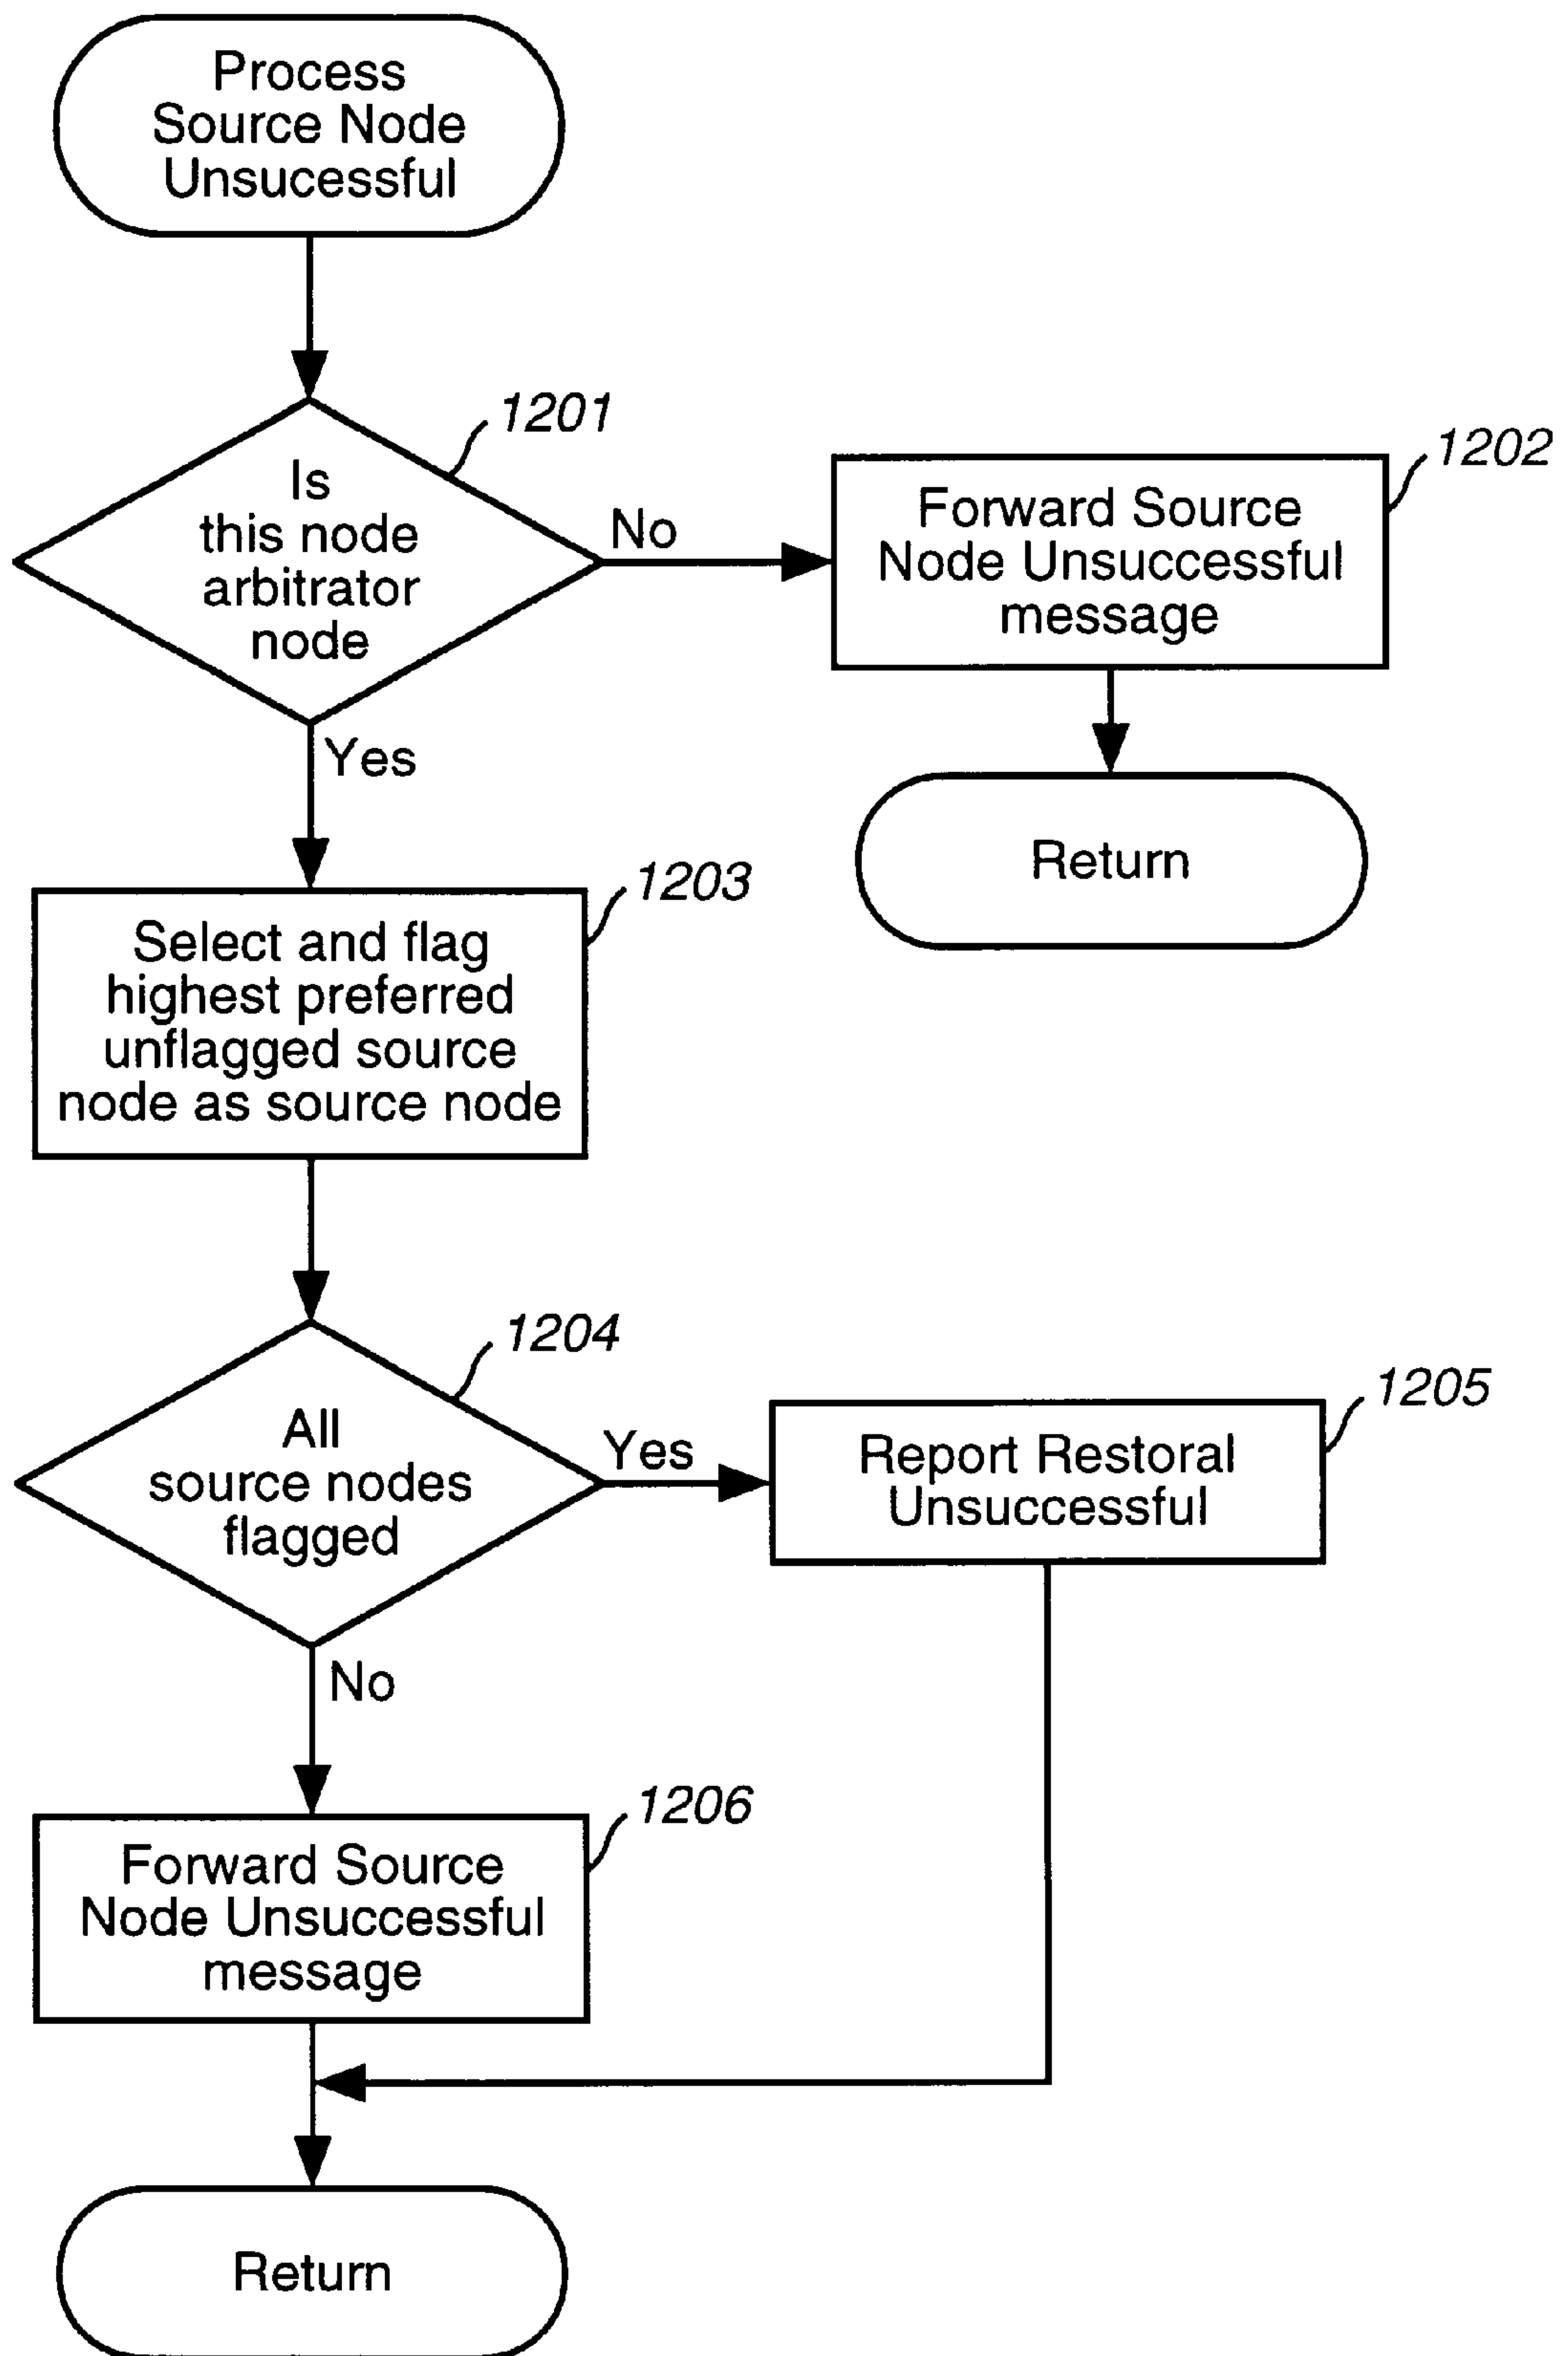 Process
Source Node
Unsucessful
1201
Is
this node
arbitrator
node
No
1202
Forward Source
Node Unsuccessful
message
Yes
Return
1203
Select and flag
highest preferred
unflagged source
node as source node
1204
All
source nodes
flagged
Yes
1205
Report Restoral
Unsuccessful
No
1206
Forward Source
Node Unsuccessful
message
Return